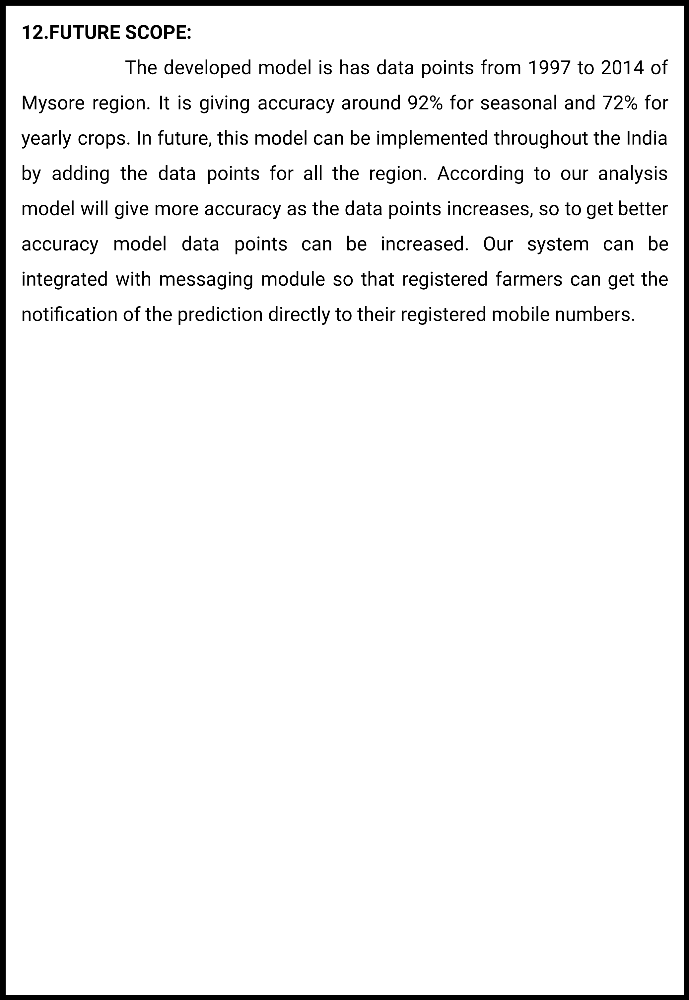 12.FUTURE SCOPE:
The developed model is has data points from 1997 to 2014 of
Mysore region. It is giving accuracy around 92% for seasonal and 72% for
yearly crops. In future, this model can be implemented throughout the India
by adding the data points for all the region. According to our analysis
model will give more accuracy as the data points increases, so to get better
accuracy model data points can be increased. Our system can be
integrated with messaging module so that registered farmers can get the
notification of the prediction directly to their registered mobile numbers.